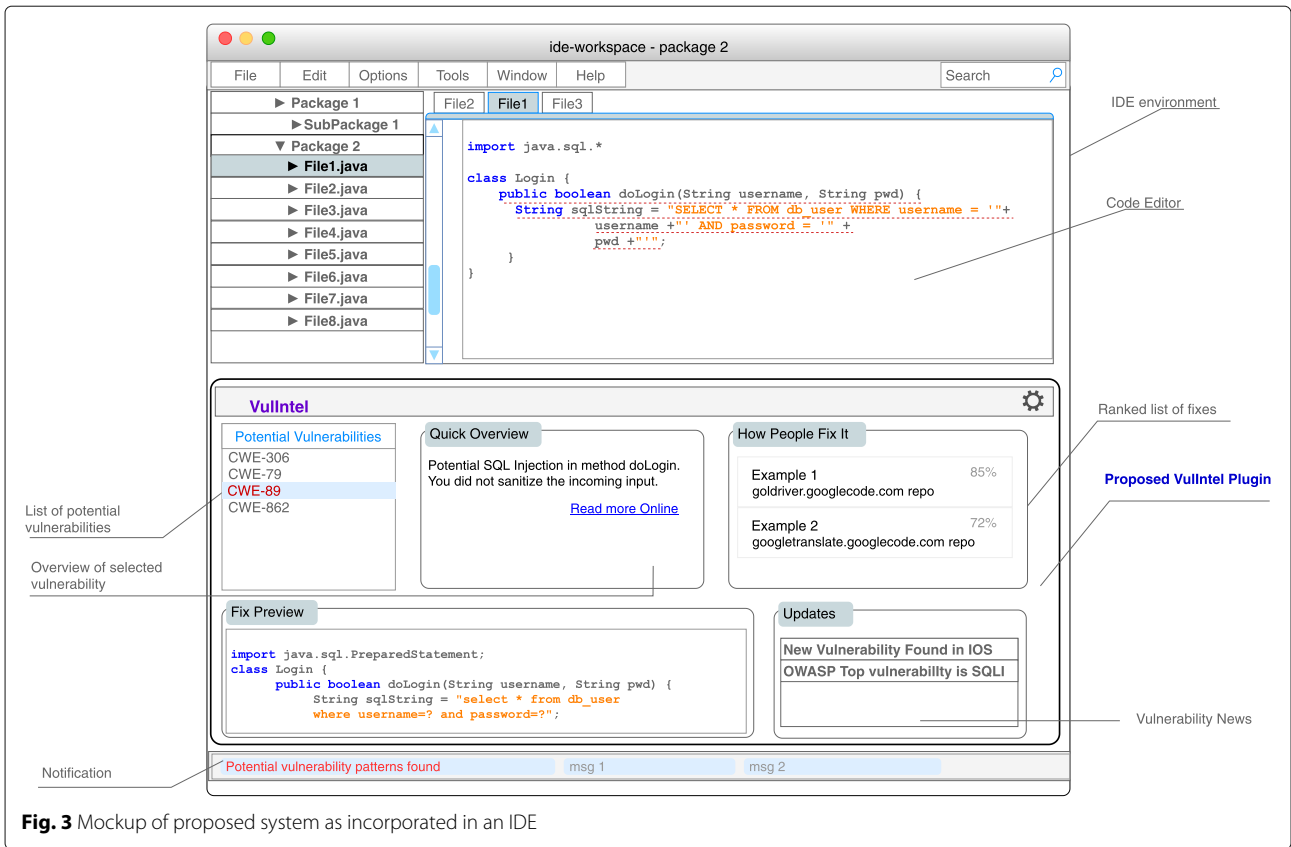 ide-workspace - package 2
File Edit Options Tools Window Help Search
▶ Package 1
▶SubPackage 1
▼ Package 2
▶ File1.java
▶ File2.java
▶ File3.java
▶ File4.java
▶ File5.java
▶ File6.java
▶ File7.java
▶ File8.java
File2 File1 File3
import java.sql.*
class Login {
public boolean doLogin(String username, String pwd) {
String sqlString = "SELECT * FROM db_user WHERE username = '"+
username +"' AND password = '" +
pwd +"'";
}
}
IDE environment
Code Editor
VulIntel
Potential Vulnerabilities
CWE-306
CWE-79
CWE-89
CWE-862
Quick Overview
Potential SQL Injection in method doLogin.
You did not sanitize the incoming input.
Read more Online
How People Fix It
Example 1 85%
goldriver.googlecode.com repo
Example 2 72%
googletranslate.googlecode.com repo
Ranked list of fixes
Proposed VulIntel Plugin
List of potential
vulnerabilities
Overview of selected
vulnerability
Fix Preview
import java.sql.PreparedStatement;
class Login {
public boolean doLogin(String username, String pwd) {
String sqlString = "select * from db_user
where username=? and password=?";
Updates
New Vulnerability Found in IOS
OWASP Top vulnerabillty is SQLI
Vulnerability News
Notification
Potential vulnerability patterns found msg 1 msg 2
Fig. 3 Mockup of proposed system as incorporated in an IDE